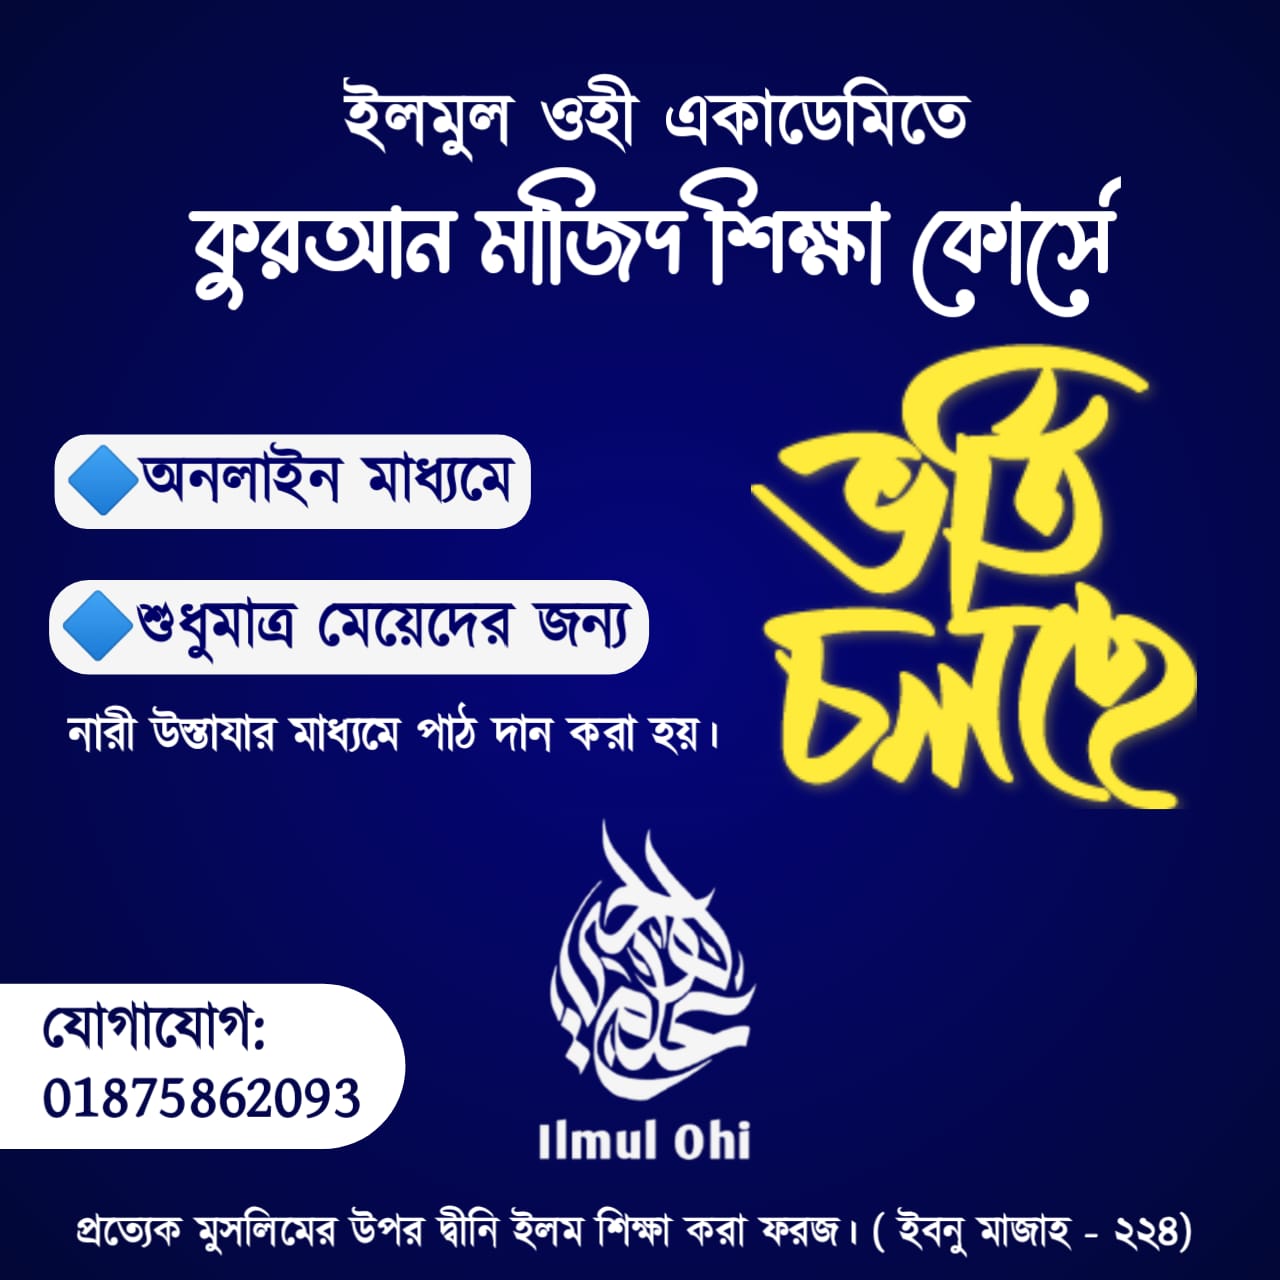 ইলমুল ওহী একাডেমিতে
কুরআন মাজিদ শিক্ষা কোর্সে
ভর্তি
চলছে
অনলাইন মাধ্যমে
শুধুমাত্র মেয়েদের জন্য
নারী উস্তাযার মাধ্যমে পাঠ দান করা হয়।
Ilmul Ohi
যোগাযোগ:
01875862093
প্রত্যেক মুসলিমের উপর দ্বীনি ইলম শিক্ষা করা ফরজ। ( ইবনু মাজাহ - ২২৪)